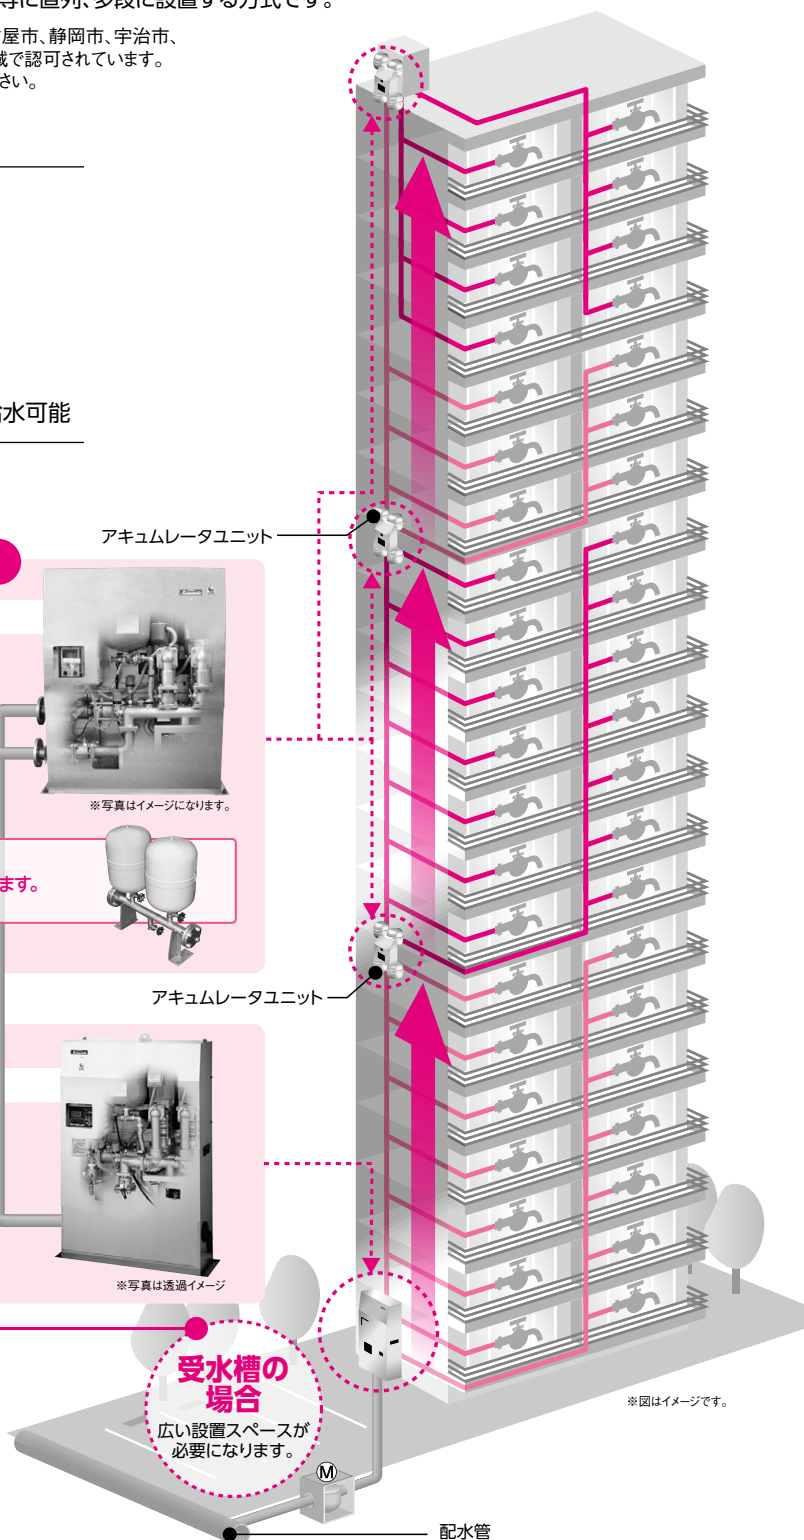 等に直列、多段に設置する方式です。
屋市、静岡市、宇治市、
域で認可されています。
さい。
水可能
アキュムレータユニット
※写真はイメージになります。
ます。
アキュムレータユニット
※写真は透過イメージ
受水槽の
場合
広い設置スペースが
必要になります。
※図はイメージです。
M
配水管